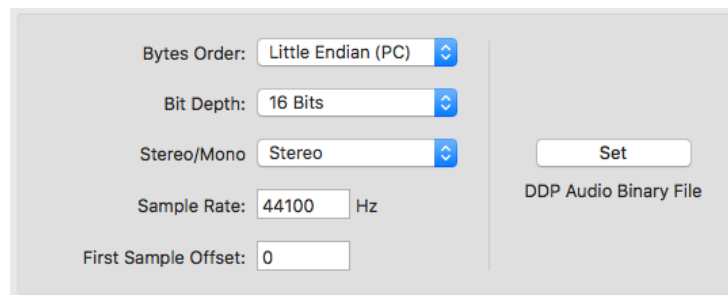 Bytes Order: Little Endian (PC)
Bit Depth: 16 Bits
Stereo/Mono Stereo
Sample Rate: 44100 Hz
First Sample Offset: 0
Set
DDP Audio Binary File